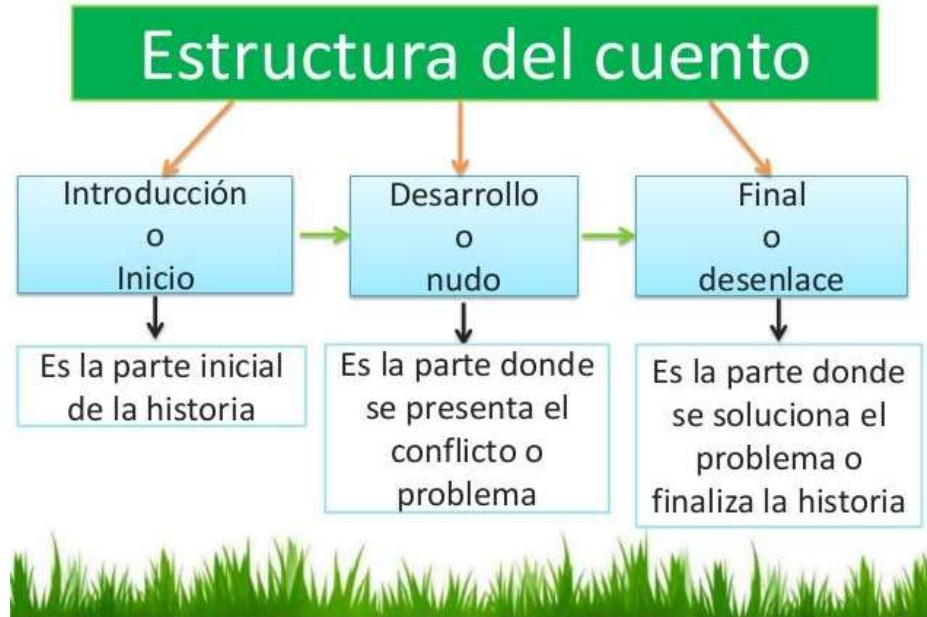 Estructura del cuento
Introducción
o
Inicio
Desarrollo
o
nudo
Final
o
desenlace
Es la parte inicial
de la historia
Es la parte donde
se presenta el
conflicto o
problema
Es la parte donde
se soluciona el
problema o
finaliza la historia